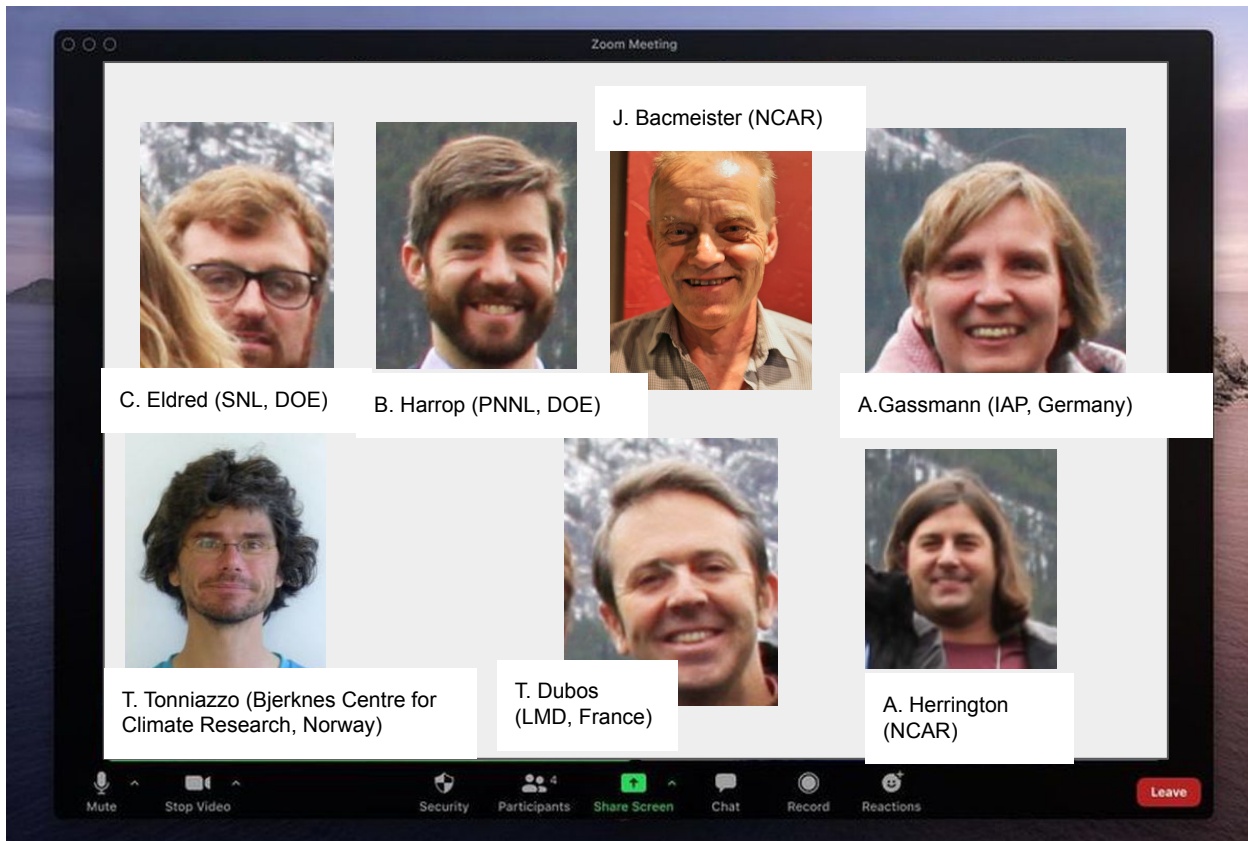 Zoom Meeting
J. Bacmeister (NCAR)
C. Eldred (SNL, DOE)
B. Harrop (PNNL, DOE)
A.Gassmann (IAP, Germany)
T. Tonniazzo (Bjerknes Centre for
Climate Research, Norway)
T. Dubos
(LMD, France)
A. Herrington
(NCAR)
Mute
Stop Video
Security
Participants
4
Share Screen
Chat
Record
Reactions
Leave